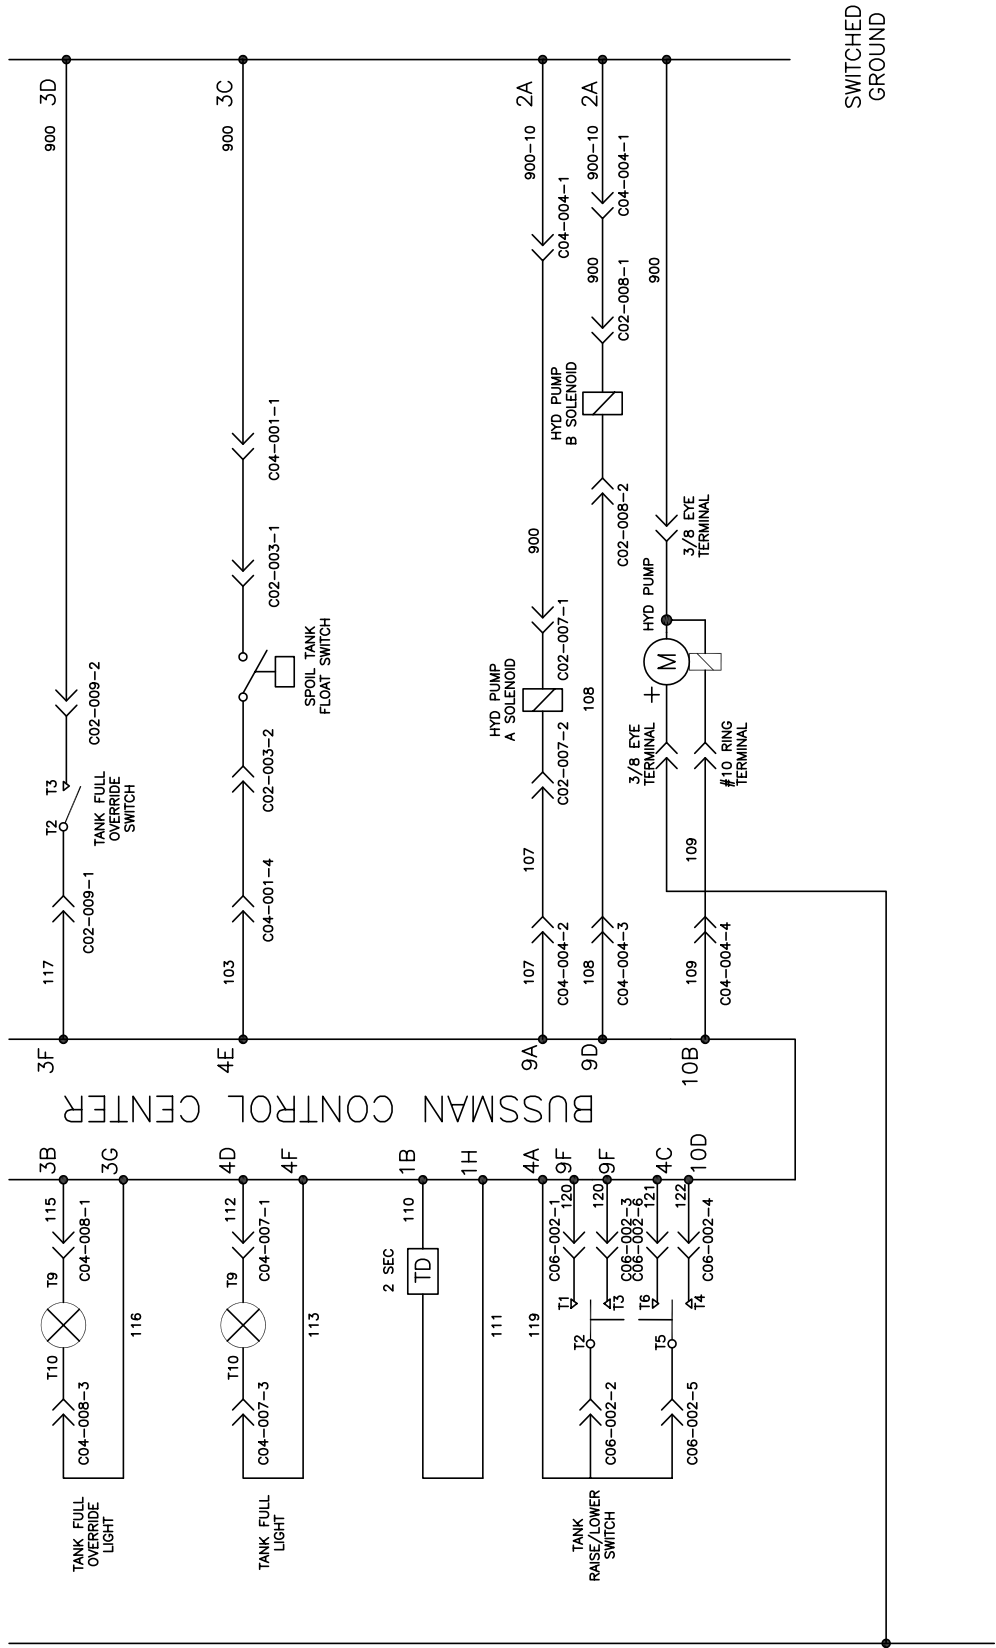 SWITCHED
GROUND
3D
900
C02-009-2
T3
T2
TANK FULL
OVERRIDE
SWITCH
C02-009-1
117
3F
3C
900
C04-001-1
C02-003-1
SPOIL TANK
FLOAT SWITCH
C02-003-2
C04-001-4
103
4E
2A
900-10
C04-004-1
900
C02-007-1
HYD PUMP
A SOLENOID
C02-007-2
107
107
C04-004-2
9A
2A
900-10
C04-004-1
900
C02-008-1
HYD PUMP
B SOLENOID
C02-008-2
108
108
C04-004-3
9D
900
3/8 EYE
TERMINAL
HYD PUMP
M
+
3/8 EYE
TERMINAL
#10 RING
TERMINAL
109
109
C04-004-4
10B
BUSSMAN CONTROL CENTER
3B
115
C04-008-1
T9
T10
C04-008-3
3G
116
TANK FULL
OVERRIDE
LIGHT
4D
112
C04-007-1
T9
T10
C04-007-3
4F
113
TANK FULL
LIGHT
1B
110
2 SEC
TD
1H
111
4A
119
9F
120
C06-002-1
T1
9F
120
C06-002-3
T3
T2
C06-002-2
4C
121
C06-002-6
T6
10D
122
C06-002-4
T4
T5
C06-002-5
TANK
RAISE/LOWER
SWITCH